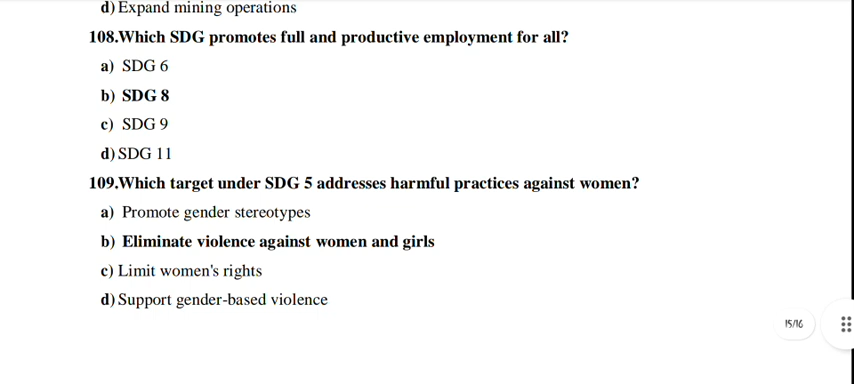 d) Expand mining operations
108.Which SDG promotes full and productive employment for all?
a) SDG 6
b) SDG 8
c) SDG 9
d) SDG 11
109.Which target under SDG 5 addresses harmful practices against women?
a) Promote gender stereotypes
b) Eliminate violence against women and girls
c) Limit women's rights
d) Support gender-based violence
15/16